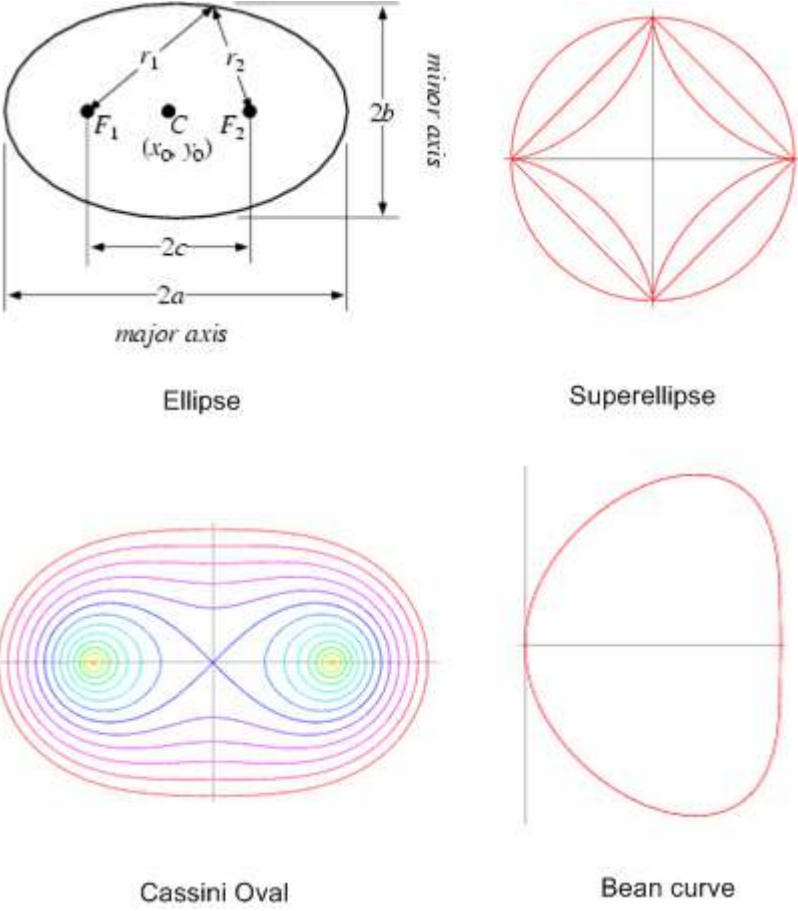 r1
r2
F1
C
F2
(x0, y0)
2b
minor axis
2c
2a
major axis
Ellipse
Superellipse
Cassini Oval
Bean curve